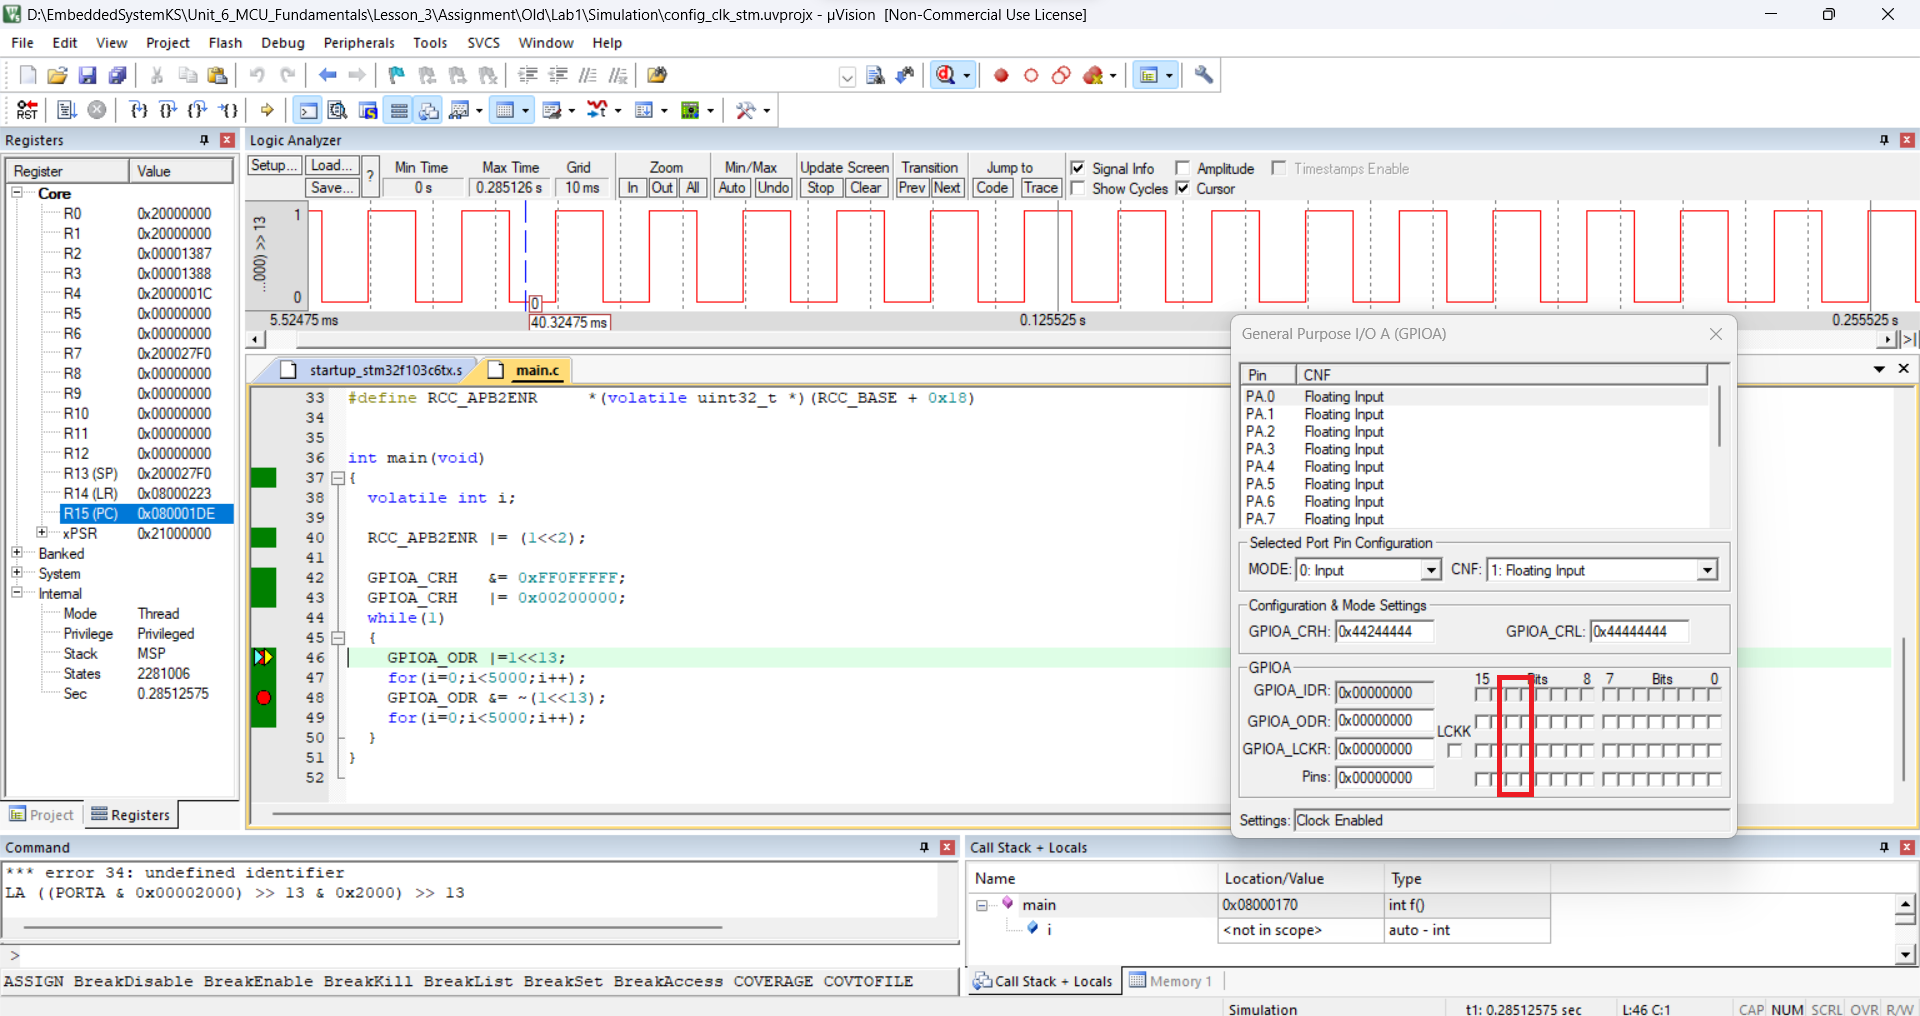 D:\EmbeddedSystemKS\Unit_6_MCU_Fundamentals\Lesson_3\Assignment\Old\Lab1\Simulation\config_clk_stm.uvprojx - µVision [Non-Commercial Use License]
File Edit View Project Flash Debug Peripherals Tools SVCS Window Help
RST
Registers
Register Value
Core
R0 0x20000000
R1 0x20000000
R2 0x00001387
R3 0x00001388
R4 0x2000001C
R5 0x00000000
R6 0x00000000
R7 0x200027F0
R8 0x00000000
R9 0x00000000
R10 0x00000000
R11 0x00000000
R12 0x00000000
R13 (SP) 0x200027F0
R14 (LR) 0x08000223
R15 (PC) 0x080001DE
xPSR 0x21000000
Banked
System
Internal
Mode Thread
Privilege Privileged
Stack MSP
States 2281006
Sec 0.28512575
Project Registers
Logic Analyzer
Setup... Load... Min Time Max Time Grid Zoom Min/Max Update Screen Transition Jump to Signal Info Amplitude Timestamps Enable
Save... ? 0 s 0.285126 s 10 ms In Out All Auto Undo Stop Clear Prev Next Code Trace Show Cycles Cursor
...000) >> 13
1
0
0
5.52475 ms 40.32475 ms 0.125525 s 0.255525 s
startup_stm32f103c6tx.s main.c
33 #define RCC_APB2ENR *(volatile uint32_t *)(RCC_BASE + 0x18)
34
35
36 int main(void)
37 {
38 volatile int i;
39
40 RCC_APB2ENR |= (1<<2);
41
42 GPIOA_CRH &= 0xFF0FFFFF;
43 GPIOA_CRH |= 0x00200000;
44 while(1)
45 {
46 GPIOA_ODR |=1<<13;
47 for(i=0;i<5000;i++);
48 GPIOA_ODR &= ~(1<<13);
49 for(i=0;i<5000;i++);
50 }
51 }
52
General Purpose I/O A (GPIOA)
Pin CNF
PA.0 Floating Input
PA.1 Floating Input
PA.2 Floating Input
PA.3 Floating Input
PA.4 Floating Input
PA.5 Floating Input
PA.6 Floating Input
PA.7 Floating Input
Selected Port Pin Configuration
MODE: 0: Input CNF: 1: Floating Input
Configuration & Mode Settings
GPIOA_CRH: 0x44244444 GPIOA_CRL: 0x44444444
GPIOA
15 Bits 8 7 Bits 0
GPIOA_IDR: 0x00000000
GPIOA_ODR: 0x00000000
LCKK
GPIOA_LCKR: 0x00000000
Pins: 0x00000000
Settings: Clock Enabled
Command
*** error 34: undefined identifier
LA ((PORTA & 0x00002000) >> 13 & 0x2000) >> 13
>
ASSIGN BreakDisable BreakEnable BreakKill BreakList BreakSet BreakAccess COVERAGE COVTOFILE
Call Stack + Locals
Name Location/Value Type
main 0x08000170 int f()
i <not in scope> auto - int
Call Stack + Locals Memory 1
Simulation t1: 0.28512575 sec L:46 C:1 CAP NUM SCRL OVR R/W